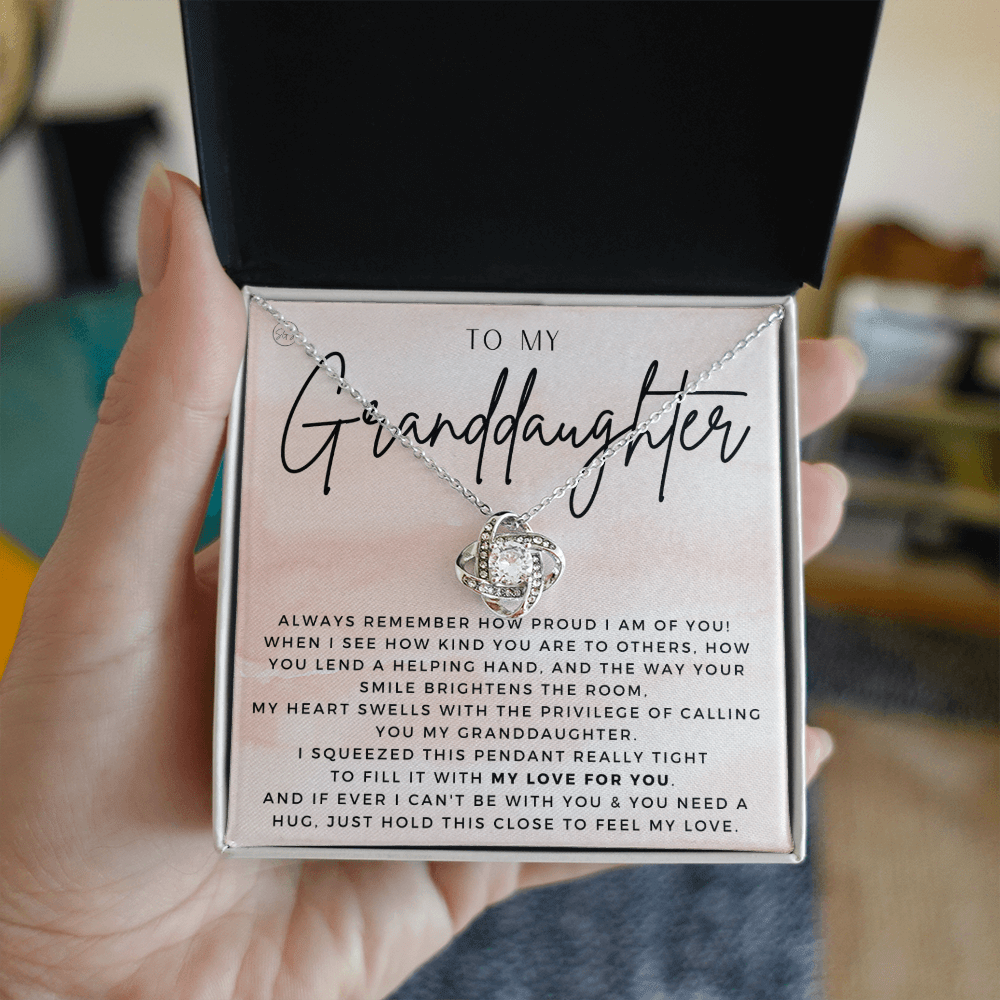 TO MY
Granddaughter
ALWAYS REMEMBER HOW PROUD I AM OF YOU!
WHEN I SEE HOW KIND YOU ARE TO OTHERS, HOW
YOU LEND A HELPING HAND, AND THE WAY YOUR
SMILE BRIGHTENS THE ROOM,
MY HEART SWELLS WITH THE PRIVILEGE OF CALLING
YOU MY GRANDDAUGHTER.
I SQUEEZED THIS PENDANT REALLY TIGHT
TO FILL IT WITH MY LOVE FOR YOU.
AND IF EVER I CAN'T BE WITH YOU & YOU NEED A
HUG, JUST HOLD THIS CLOSE TO FEEL MY LOVE.